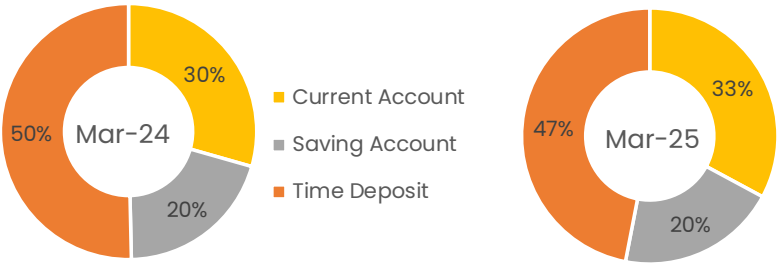 30%
50%
Mar-24
20%
Current Account
Saving Account
Time Deposit
33%
47%
Mar-25
20%